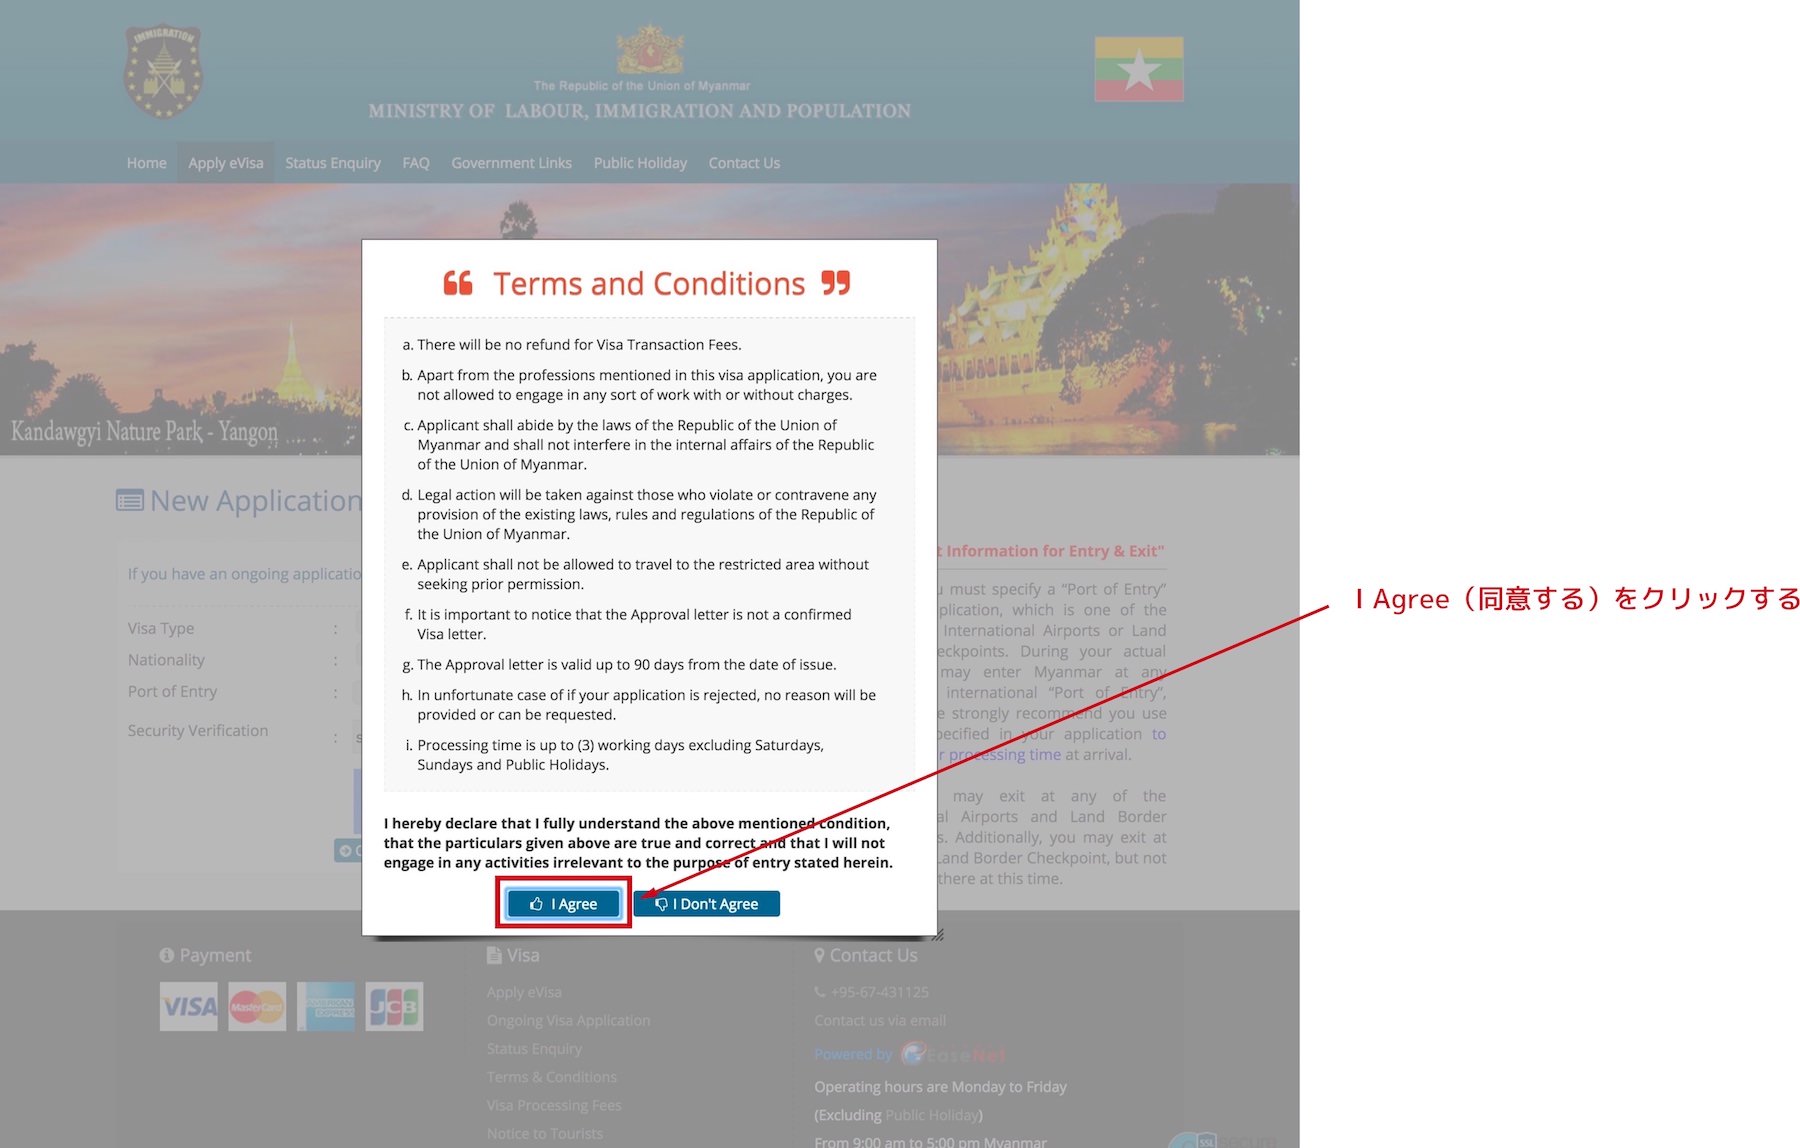 IMMIGRATION
The Republic of the Union of Myanmar
MINISTRY OF LABOUR, IMMIGRATION AND POPULATION
Home Apply eVisa Status Enquiry FAQ Government Links Public Holiday Contact Us
Kandawgyi Nature Park - Yangon
Terms and Conditions
a. There will be no refund for Visa Transaction Fees.
b. Apart from the professions mentioned in this visa application, you are
not allowed to engage in any sort of work with or without charges.
c. Applicant shall abide by the laws of the Republic of the Union of
Myanmar and shall not interfere in the internal affairs of the Republic
of the Union of Myanmar.
d. Legal action will be taken against those who violate or contravene any
provision of the existing laws, rules and regulations of the Republic of
the Union of Myanmar.
e. Applicant shall not be allowed to travel to the restricted area without
seeking prior permission.
f. It is important to notice that the Approval letter is not a confirmed
Visa letter.
g. The Approval letter is valid up to 90 days from the date of issue.
h. In unfortunate case of if your application is rejected, no reason will be
provided or can be requested.
i. Processing time is up to (3) working days excluding Saturdays,
Sundays and Public Holidays.
I hereby declare that I fully understand the above mentioned condition,
that the particulars given above are true and correct and that I will not
engage in any activities irrelevant to the purpose of entry stated herein.
I Agree I Don't Agree
I Agree（同意する）をクリックする
New Application
If you have an ongoing applicatio
Visa Type :
Nationality :
Port of Entry :
Security Verification :
Information for Entry & Exit"
must specify a “Port of Entry”
plication, which is one of the
International Airports or Land
eckpoints. During your actual
may enter Myanmar at any
international “Port of Entry”,
e strongly recommend you use
ecified in your application to
r processing time at arrival.
may exit at any of the
al Airports and Land Border
s. Additionally, you may exit at
Land Border Checkpoint, but not
there at this time.
Payment
VISA MasterCard AMERICAN EXPRESS JCB
Visa
Apply eVisa
Ongoing Visa Application
Status Enquiry
Terms & Conditions
Visa Processing Fees
Notice to Tourists
Contact Us
+95-67-431125
Contact us via email
Powered by EaseNet
Operating hours are Monday to Friday
(Excluding Public Holiday)
From 9:00 am to 5:00 pm Myanmar
SSL secure